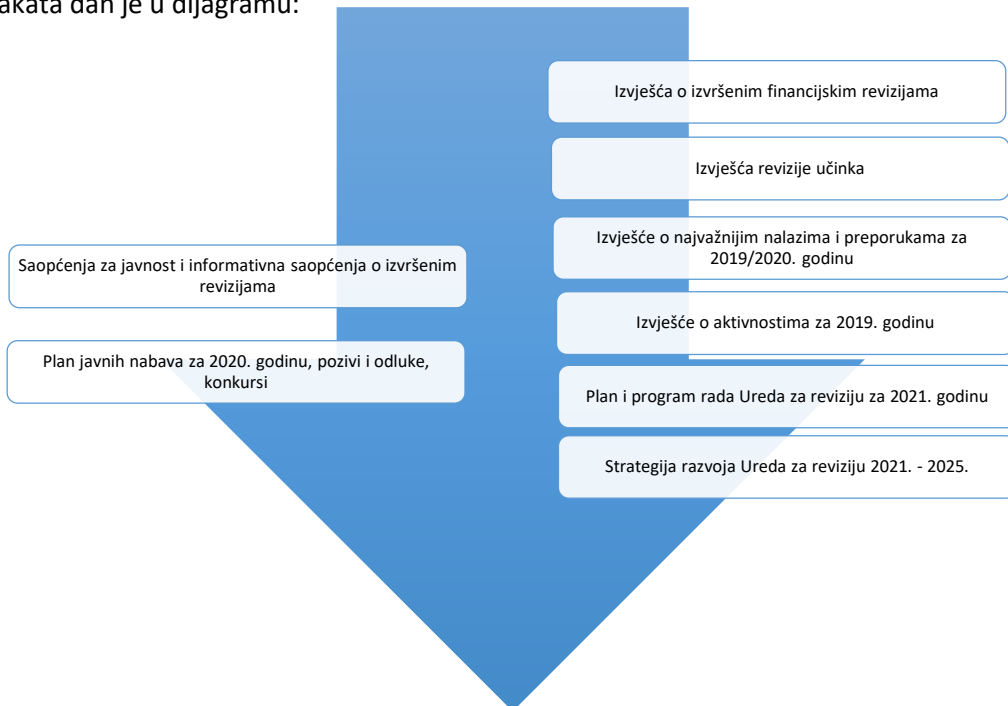 dan je u dijagramu:
Izvješća o izvršenim financijskim revizijama
Izvješća revizije učinka
Izvješće o najvažnijim nalazima i preporukama za
2019/2020. godinu
Izvješće o aktivnostima za 2019. godinu
Plan i program rada Ureda za reviziju za 2021. godinu
Strategija razvoja Ureda za reviziju 2021. - 2025.
Saopćenja za javnost i informativna saopćenja o izvršenim
revizijama
Plan javnih nabava za 2020. godinu, pozivi i odluke,
konkursi